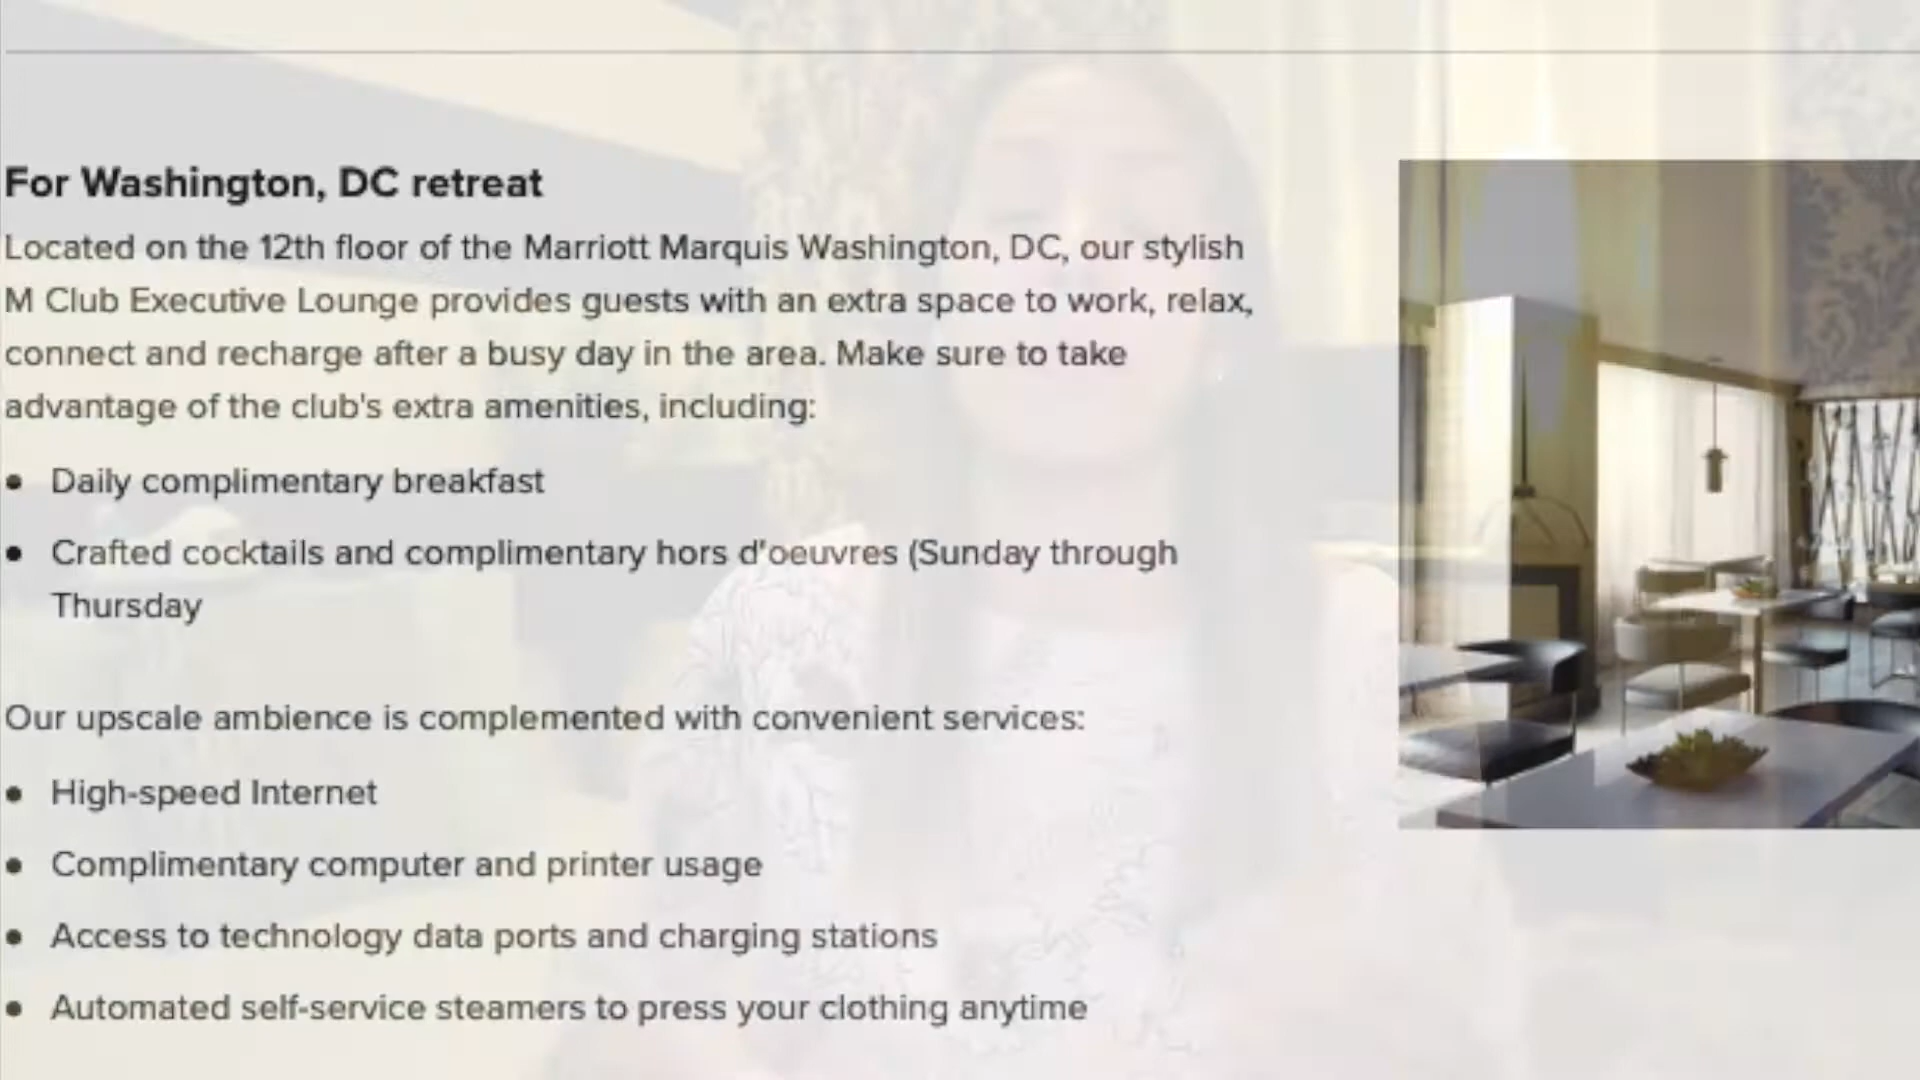 For Washington, DC retreat
Located on the 12th floor of the Marriott Marquis Washington, DC, our stylish
M Club Executive Lounge provides guests with an extra space to work, relax,
connect and recharge after a busy day in the area. Make sure to take
advantage of the club's extra amenities, including:
• Daily complimentary breakfast
• Crafted cocktails and complimentary hors d'oeuvres (Sunday through
Thursday
Our upscale ambience is complemented with convenient services:
• High-speed Internet
• Complimentary computer and printer usage
• Access to technology data ports and charging stations
• Automated self-service steamers to press your clothing anytime